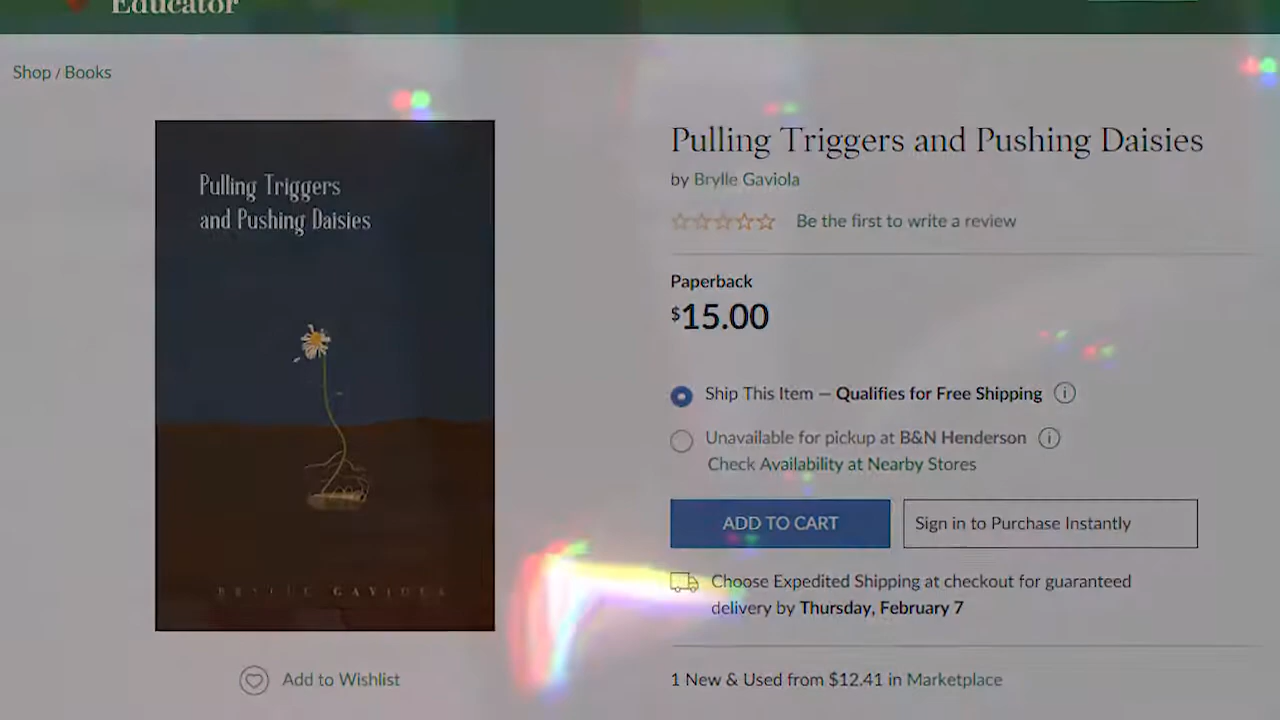 Educator
Shop / Books
Pulling Triggers
and Pushing Daisies
BRYLLE GAVIOLA
Add to Wishlist
Pulling Triggers and Pushing Daisies
by Brylle Gaviola
Be the first to write a review
Paperback
$15.00
Ship This Item — Qualifies for Free Shipping
Unavailable for pickup at B&N Henderson
Check Availability at Nearby Stores
ADD TO CART
Sign in to Purchase Instantly
Choose Expedited Shipping at checkout for guaranteed
delivery by Thursday, February 7
1 New & Used from $12.41 in Marketplace